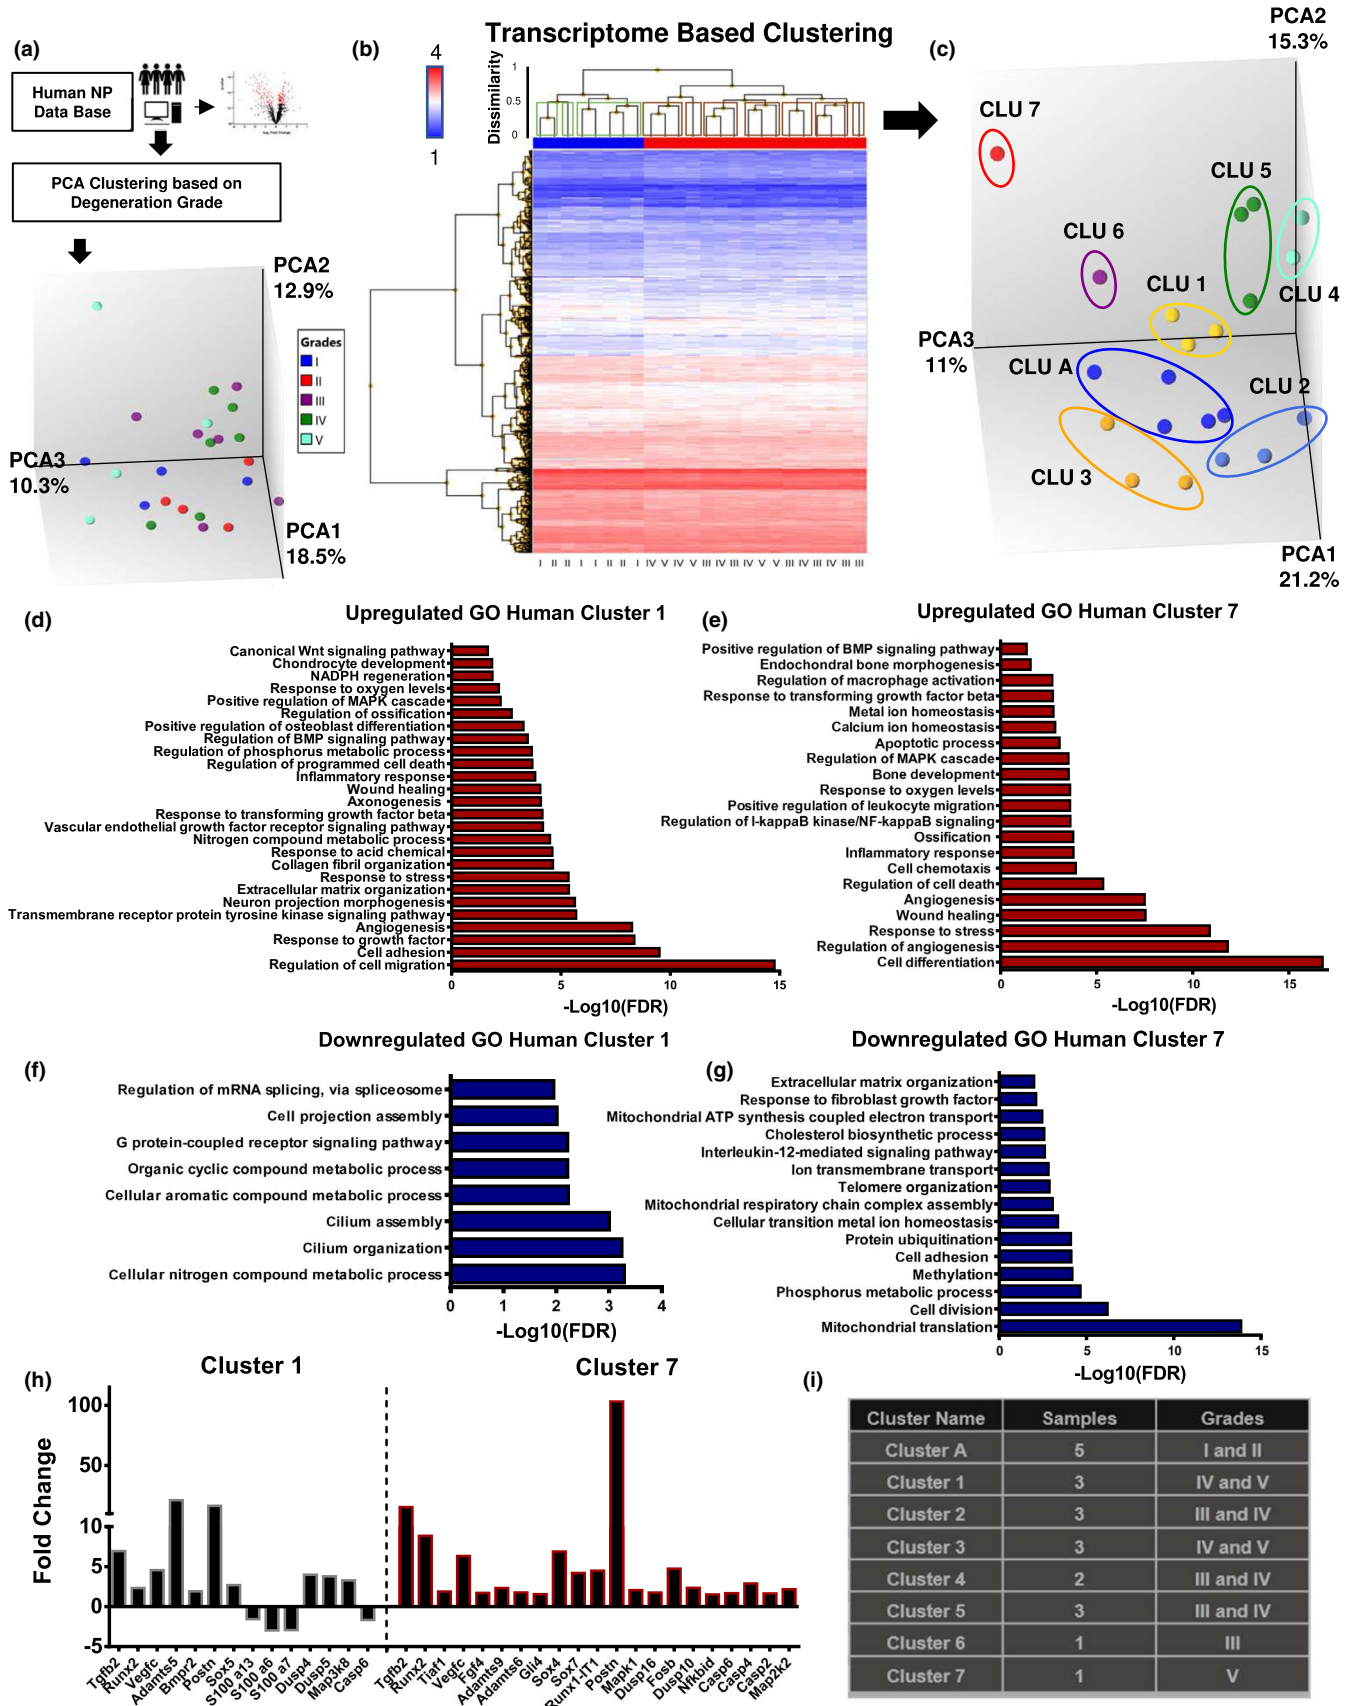 Transcriptome Based Clustering
(a)
Human NP
Data Base
PCA Clustering based on
Degeneration Grade
PCA2
12.9%
PCA3
10.3%
PCA1
18.5%
Grades
I
II
III
IV
V
(b)
4
1
Dissimilarity
1
0.5
0
I II II I I II II I IV IV V III III IV V V III IV III III
(c)
PCA2
15.3%
CLU 7
CLU 5
CLU 6
CLU 1
CLU 4
PCA3
11%
CLU A
CLU 2
CLU 3
PCA1
21.2%
(d)
Upregulated GO Human Cluster 1
Canonical Wnt signaling pathway
Chondrocyte development
NADPH regeneration
Response to oxygen levels
Positive regulation of MAPK cascade
Regulation of ossification
Positive regulation of osteoblast differentiation
Regulation of BMP signaling pathway
Regulation of phosphorus metabolic process
Regulation of programmed cell death
Inflammatory response
Wound healing
Axonogenesis
Response to transforming growth factor beta
Vascular endothelial growth factor receptor signaling pathway
Nitrogen compound metabolic process
Response to acid chemical
Collagen fibril organization
Response to stress
Extracellular matrix organization
Neuron projection morphogenesis
Transmembrane receptor protein tyrosine kinase signaling pathway
Angiogenesis
Response to growth factor
Cell adhesion
Regulation of cell migration
0 5 10 15
-Log10(FDR)
(e)
Upregulated GO Human Cluster 7
Positive regulation of BMP signaling pathway
Endochondral bone morphogenesis
Regulation of macrophage activation
Response to transforming growth factor beta
Metal ion homeostasis
Calcium ion homeostasis
Apoptotic process
Regulation of MAPK cascade
Bone development
Response to oxygen levels
Positive regulation of leukocyte migration
Regulation of I-kappaB kinase/NF-kappaB signaling
Ossification
Inflammatory response
Cell chemotaxis
Regulation of cell death
Angiogenesis
Wound healing
Response to stress
Regulation of angiogenesis
Cell differentiation
0 5 10 15
-Log10(FDR)
(f)
Downregulated GO Human Cluster 1
Regulation of mRNA splicing, via spliceosome
Cell projection assembly
G protein-coupled receptor signaling pathway
Organic cyclic compound metabolic process
Cellular aromatic compound metabolic process
Cilium assembly
Cilium organization
Cellular nitrogen compound metabolic process
0 1 2 3 4
-Log10(FDR)
(g)
Downregulated GO Human Cluster 7
Extracellular matrix organization
Response to fibroblast growth factor
Mitochondrial ATP synthesis coupled electron transport
Cholesterol biosynthetic process
Interleukin-12-mediated signaling pathway
Ion transmembrane transport
Telomere organization
Mitochondrial respiratory chain complex assembly
Cellular transition metal ion homeostasis
Protein ubiquitination
Cell adhesion
Methylation
Phosphorus metabolic process
Cell division
Mitochondrial translation
0 5 10 15
-Log10(FDR)
(h)
Cluster 1
Cluster 7
Fold Change
100
50
10
5
0
-5
Tgfb2 Runx2 Vegfc Adamts5 Bmpr2 Postn Sox5 S100 a13 S100 a6 S100 a7 Dusp4 Dusp5 Map3k8 Casp6
Tgfb2 Runx2 Tiaf1 Vegfc Fgf4 Adamts9 Adamts6 Gli4 Sox4 Sox7 Runx1-IT1 Postn Mapk1 Dusp16 Fosb Dusp10 Nfkbid Casp6 Casp4 Casp2 Map2k2
(i)
Cluster Name Samples Grades
Cluster A 5 I and II
Cluster 1 3 IV and V
Cluster 2 3 III and IV
Cluster 3 3 IV and V
Cluster 4 2 III and IV
Cluster 5 3 III and IV
Cluster 6 1 III
Cluster 7 1 V